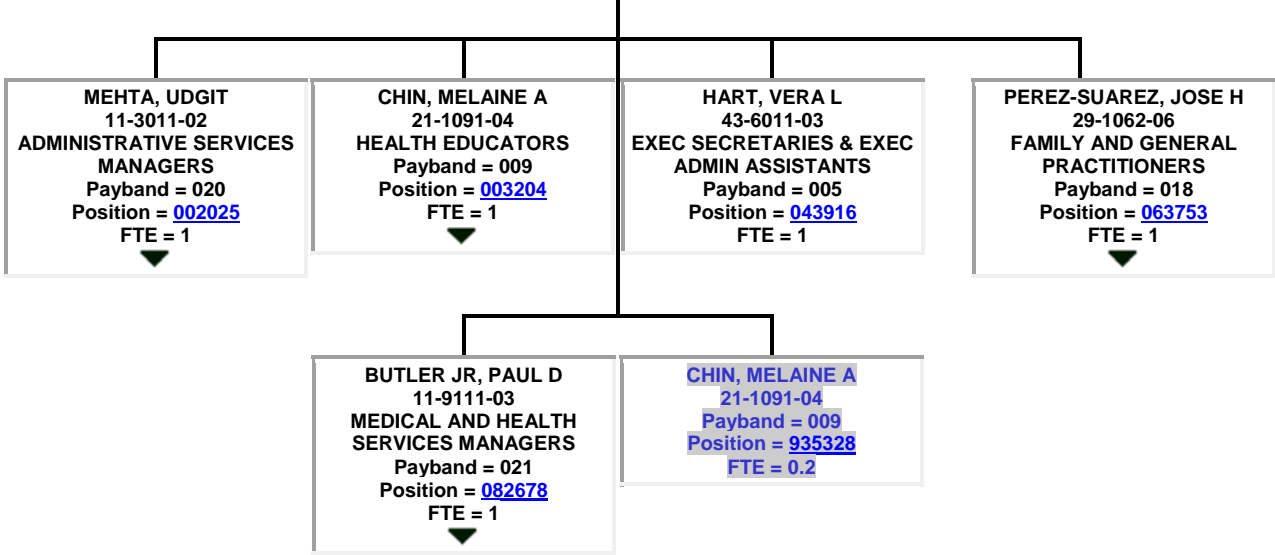 MEHTA, UDGIT
11-3011-02
ADMINISTRATIVE SERVICES
MANAGERS
Payband = 020
Position = 002025
FTE = 1
CHIN, MELAINE A
21-1091-04
HEALTH EDUCATORS
Payband = 009
Position = 003204
FTE = 1
HART, VERA L
43-6011-03
EXEC SECRETARIES & EXEC
ADMIN ASSISTANTS
Payband = 005
Position = 043916
FTE = 1
PEREZ-SUAREZ, JOSE H
29-1062-06
FAMILY AND GENERAL
PRACTITIONERS
Payband = 018
Position = 063753
FTE = 1
BUTLER JR, PAUL D
11-9111-03
MEDICAL AND HEALTH
SERVICES MANAGERS
Payband = 021
Position = 082678
FTE = 1
CHIN, MELAINE A
21-1091-04
Payband = 009
Position = 935328
FTE = 0.2